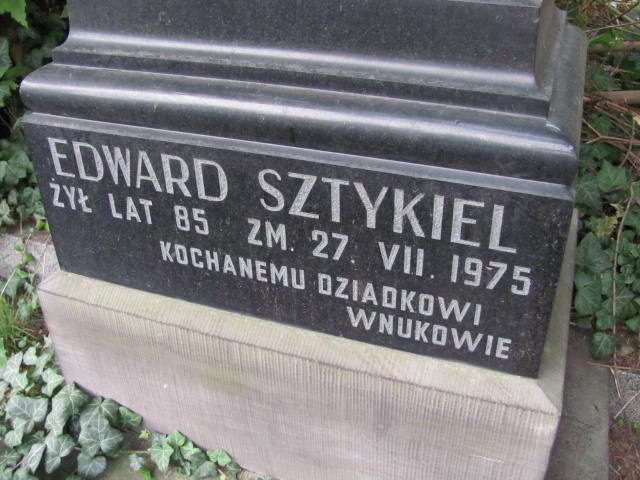 EDWARD SZTYKIEL
ŻYŁ LAT 85 ZM. 27. VII. 1975
KOCHANEMU DZIADKOWI
WNUKOWIE